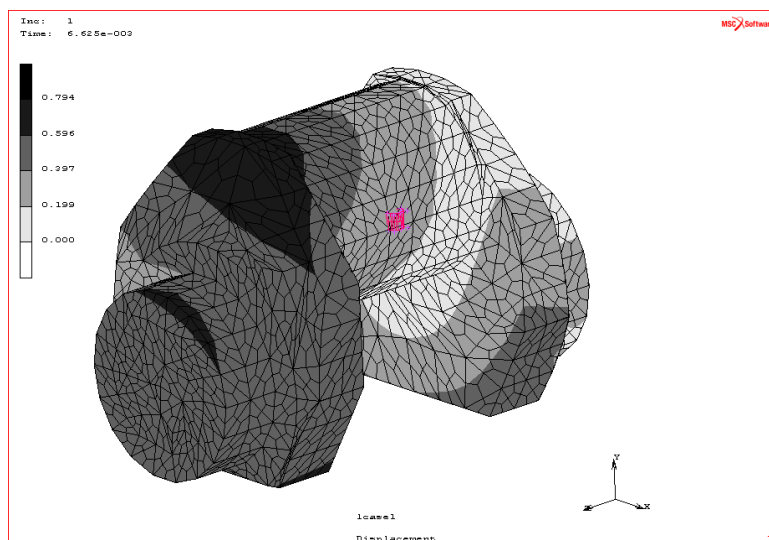 Inc: 1
Time: 6.625e-003
MSC Software
0.794
0.596
0.397
0.199
0.000
Y
Z X
lcase1
Displacement
1